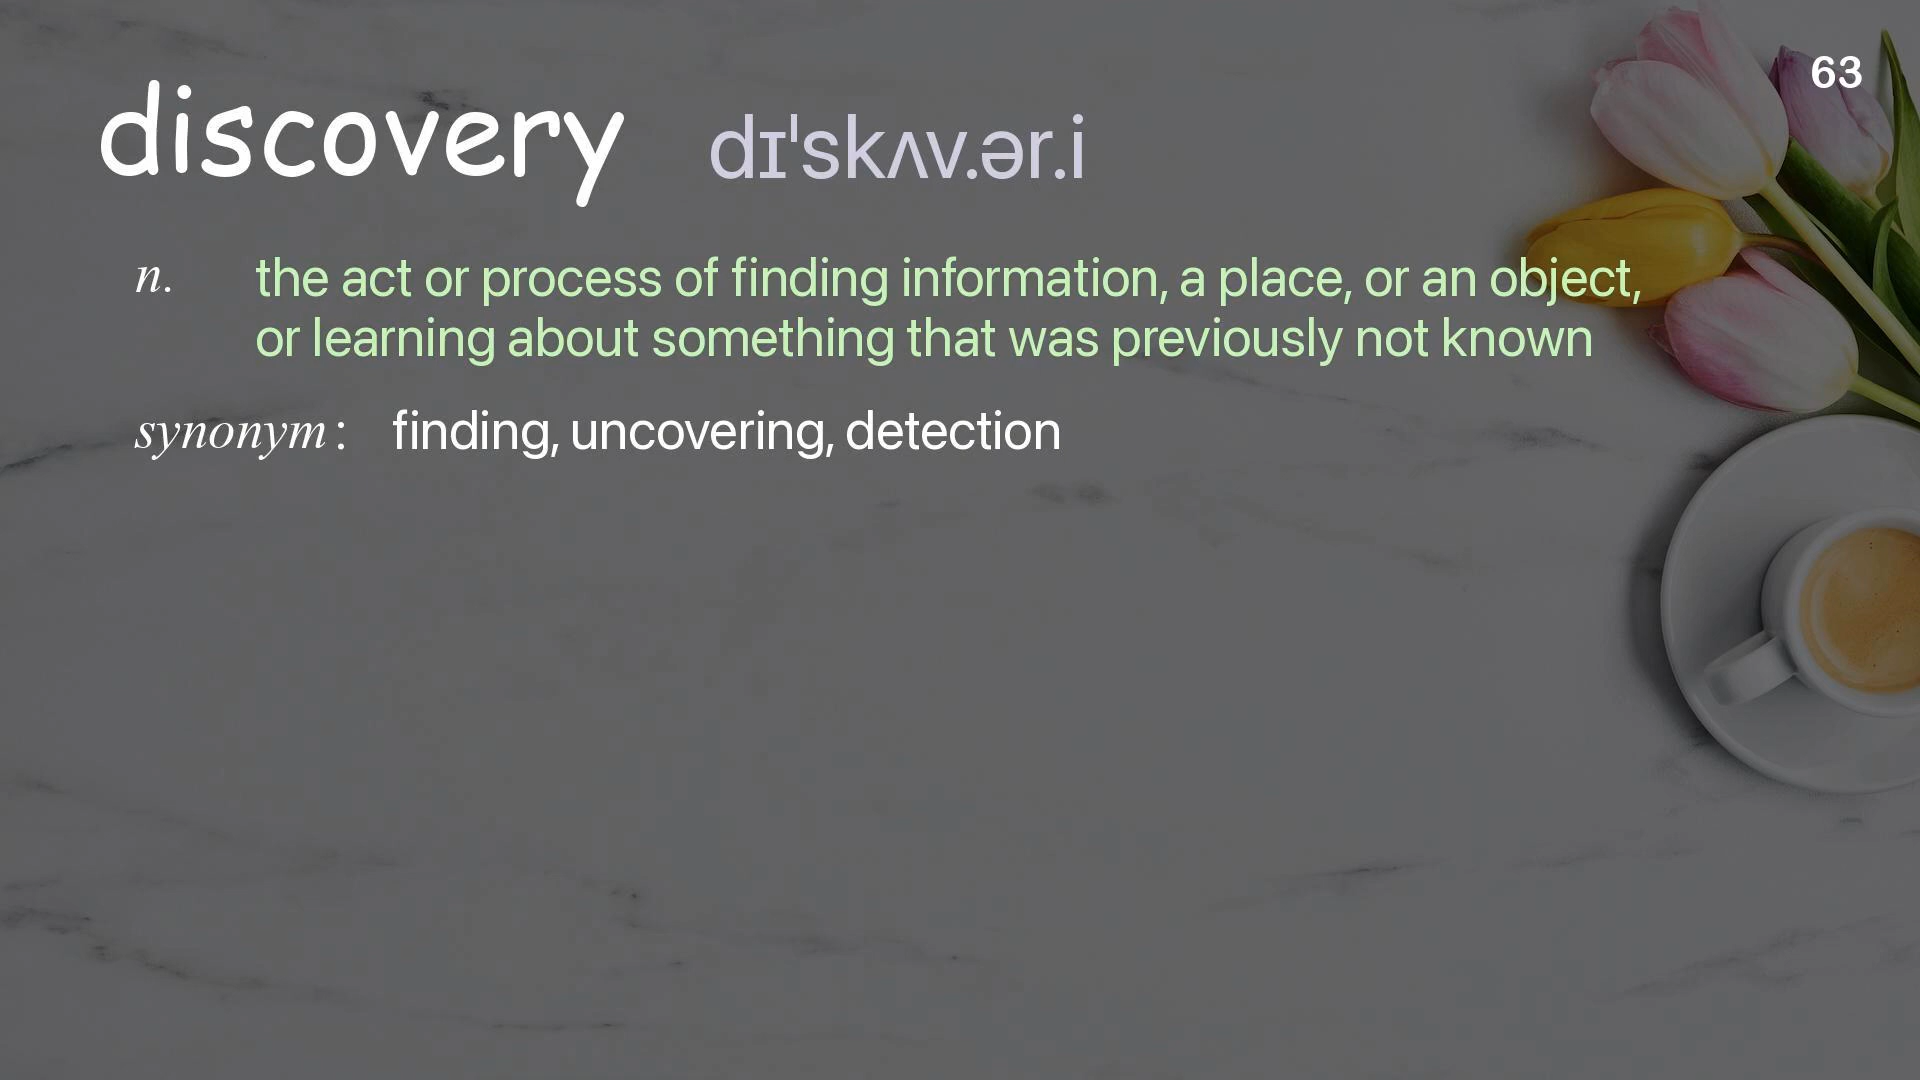 63
discovery dɪˈskʌv.ər.i
n. the act or process of finding information, a place, or an object,
or learning about something that was previously not known
synonym: finding, uncovering, detection